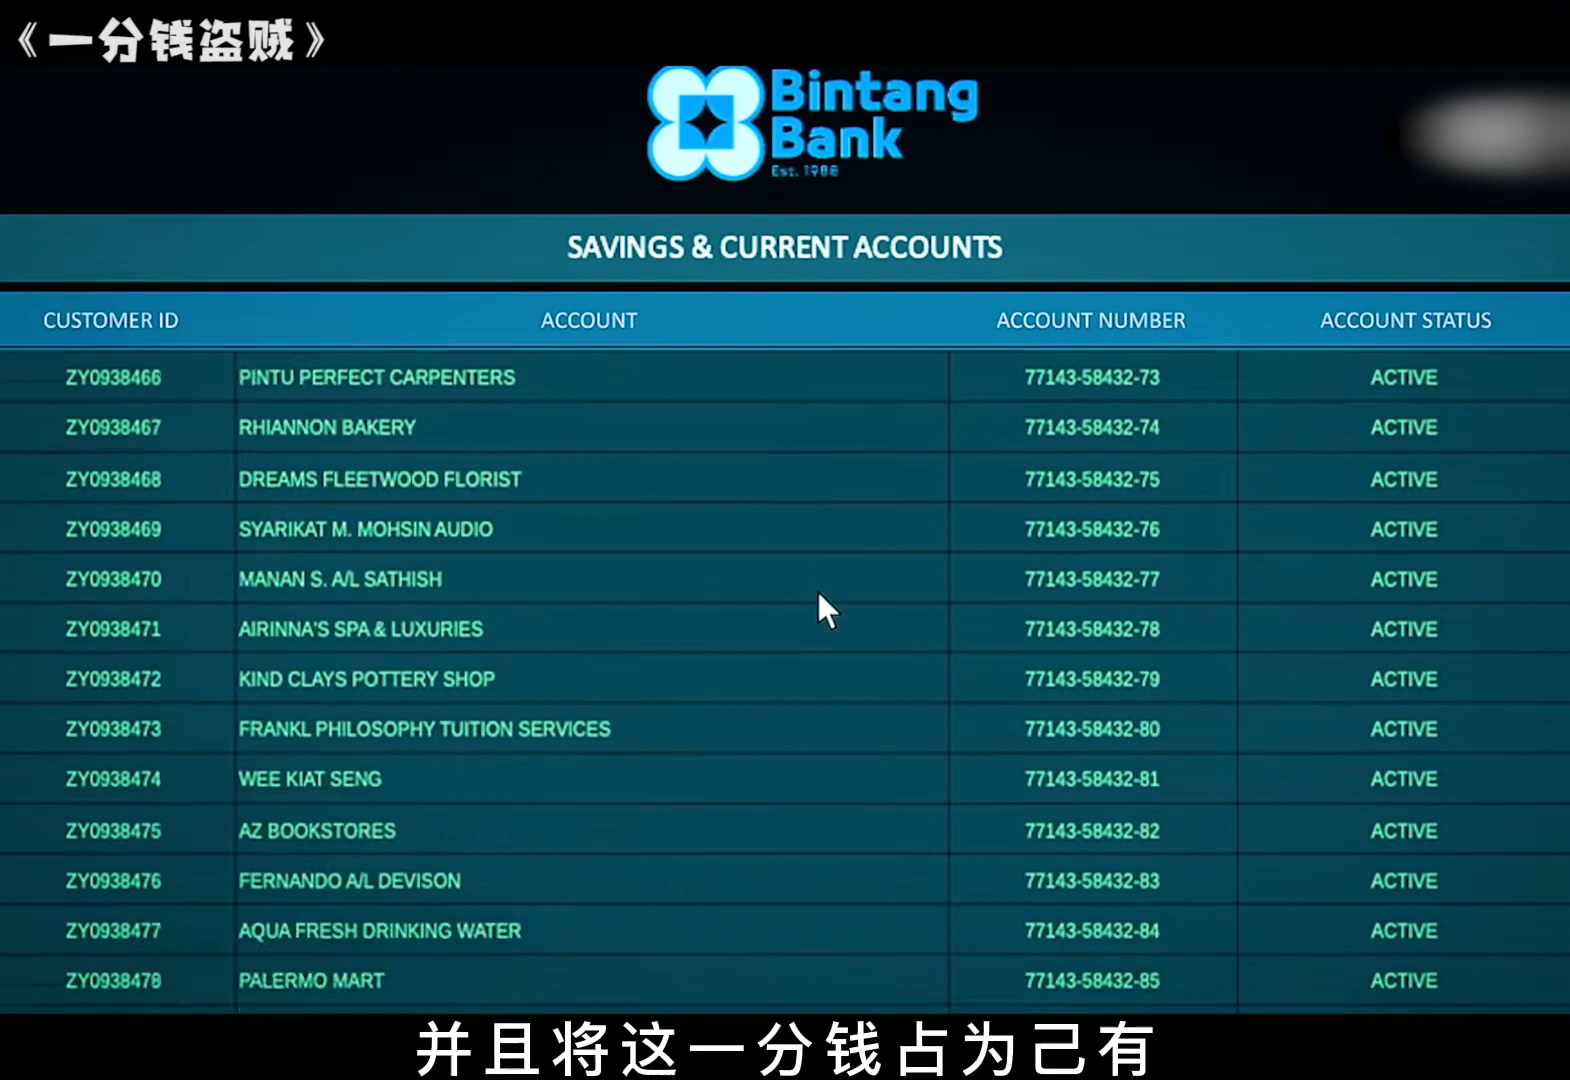 《一分钱盗贼》
Bintang
Bank
Est. 1988
SAVINGS & CURRENT ACCOUNTS
CUSTOMER ID ACCOUNT ACCOUNT NUMBER ACCOUNT STATUS
ZY0938466 PINTU PERFECT CARPENTERS 77143-58432-73 ACTIVE
ZY0938467 RHIANNON BAKERY 77143-58432-74 ACTIVE
ZY0938468 DREAMS FLEETWOOD FLORIST 77143-58432-75 ACTIVE
ZY0938469 SYARIKAT M. MOHSIN AUDIO 77143-58432-76 ACTIVE
ZY0938470 MANAN S. A/L SATHISH 77143-58432-77 ACTIVE
ZY0938471 AIRINNA'S SPA & LUXURIES 77143-58432-78 ACTIVE
ZY0938472 KIND CLAYS POTTERY SHOP 77143-58432-79 ACTIVE
ZY0938473 FRANKL PHILOSOPHY TUITION SERVICES 77143-58432-80 ACTIVE
ZY0938474 WEE KIAT SENG 77143-58432-81 ACTIVE
ZY0938475 AZ BOOKSTORES 77143-58432-82 ACTIVE
ZY0938476 FERNANDO A/L DEVISON 77143-58432-83 ACTIVE
ZY0938477 AQUA FRESH DRINKING WATER 77143-58432-84 ACTIVE
ZY0938478 PALERMO MART 77143-58432-85 ACTIVE
并且将这一分钱占为己有